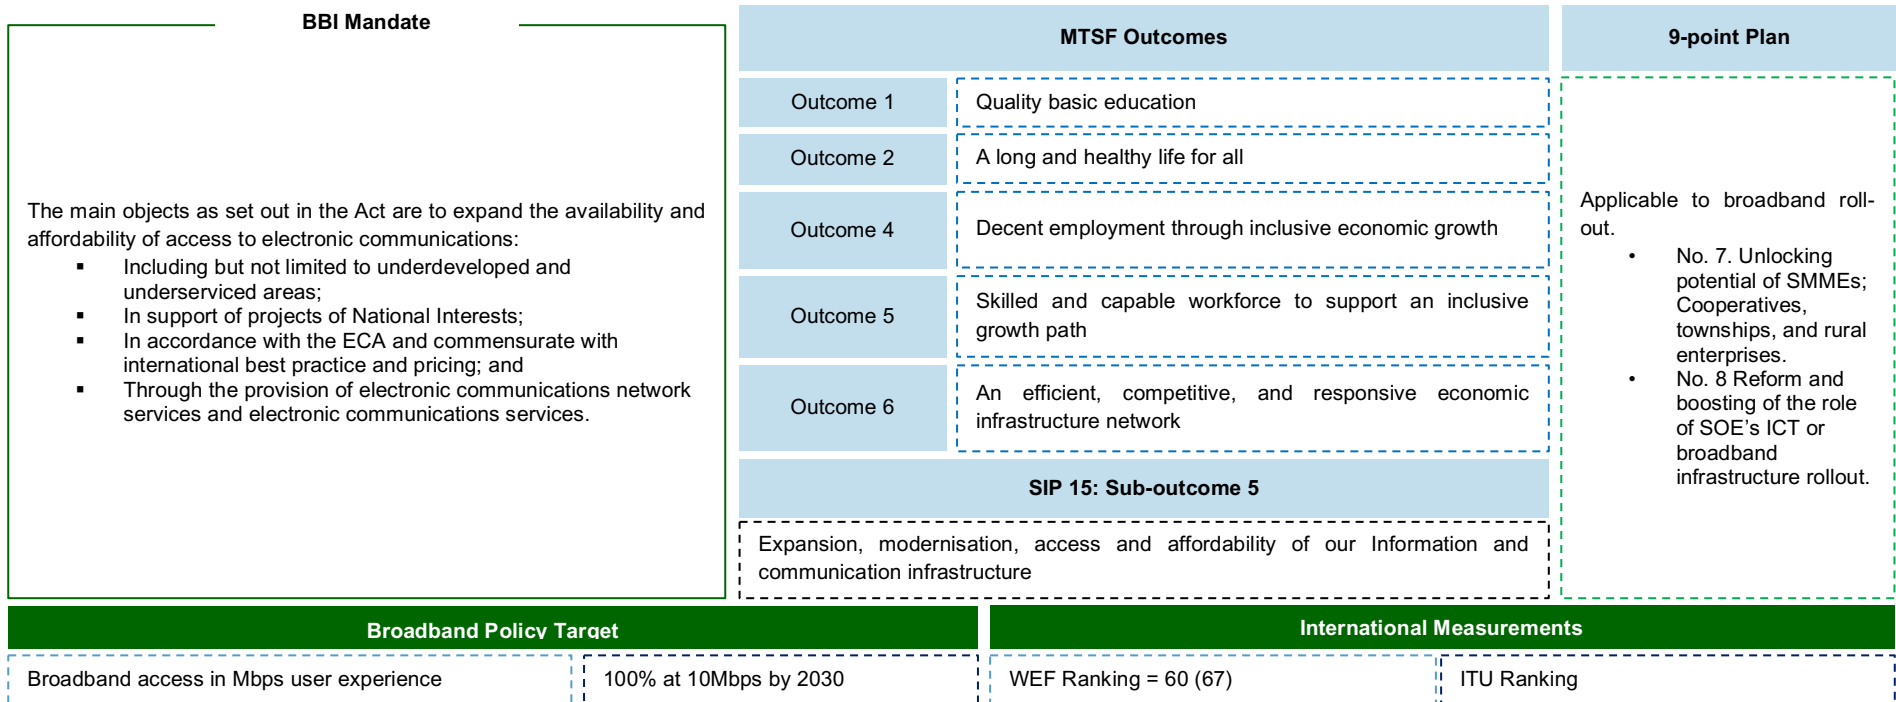 BBI Mandate
The main objects as set out in the Act are to expand the availability and
affordability of access to electronic communications:
▪ Including but not limited to underdeveloped and
underserviced areas;
▪ In support of projects of National Interests;
▪ In accordance with the ECA and commensurate with
international best practice and pricing; and
▪ Through the provision of electronic communications network
services and electronic communications services.
MTSF Outcomes
Outcome 1
Quality basic education
Outcome 2
A long and healthy life for all
Outcome 4
Decent employment through inclusive economic growth
Outcome 5
Skilled and capable workforce to support an inclusive
growth path
Outcome 6
An efficient, competitive, and responsive economic
infrastructure network
SIP 15: Sub-outcome 5
Expansion, modernisation, access and affordability of our Information and
communication infrastructure
9-point Plan
Applicable to broadband roll-
out.
• No. 7. Unlocking
potential of SMMEs;
Cooperatives,
townships, and rural
enterprises.
• No. 8 Reform and
boosting of the role
of SOE's ICT or
broadband
infrastructure rollout.
Broadband Policy Target
Broadband access in Mbps user experience
100% at 10Mbps by 2030
International Measurements
WEF Ranking = 60 (67)
ITU Ranking